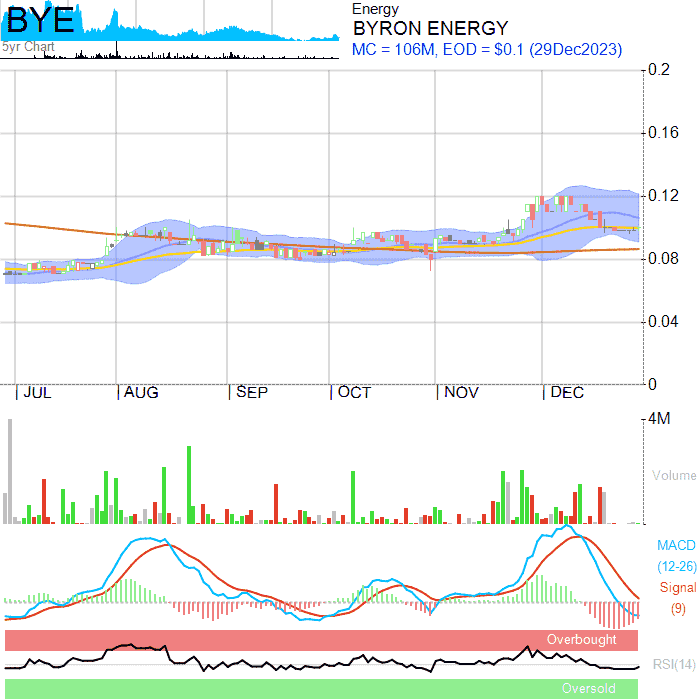 BYE
5yr Chart
Energy
BYRON ENERGY
MC = 106M, EOD = $0.1 (29Dec2023)
0.2
0.16
0.12
0.08
0.04
0
JUL AUG SEP OCT NOV DEC
4M
Volume
MACD
(12-26)
Signal
(9)
Overbought
RSI(14)
Oversold